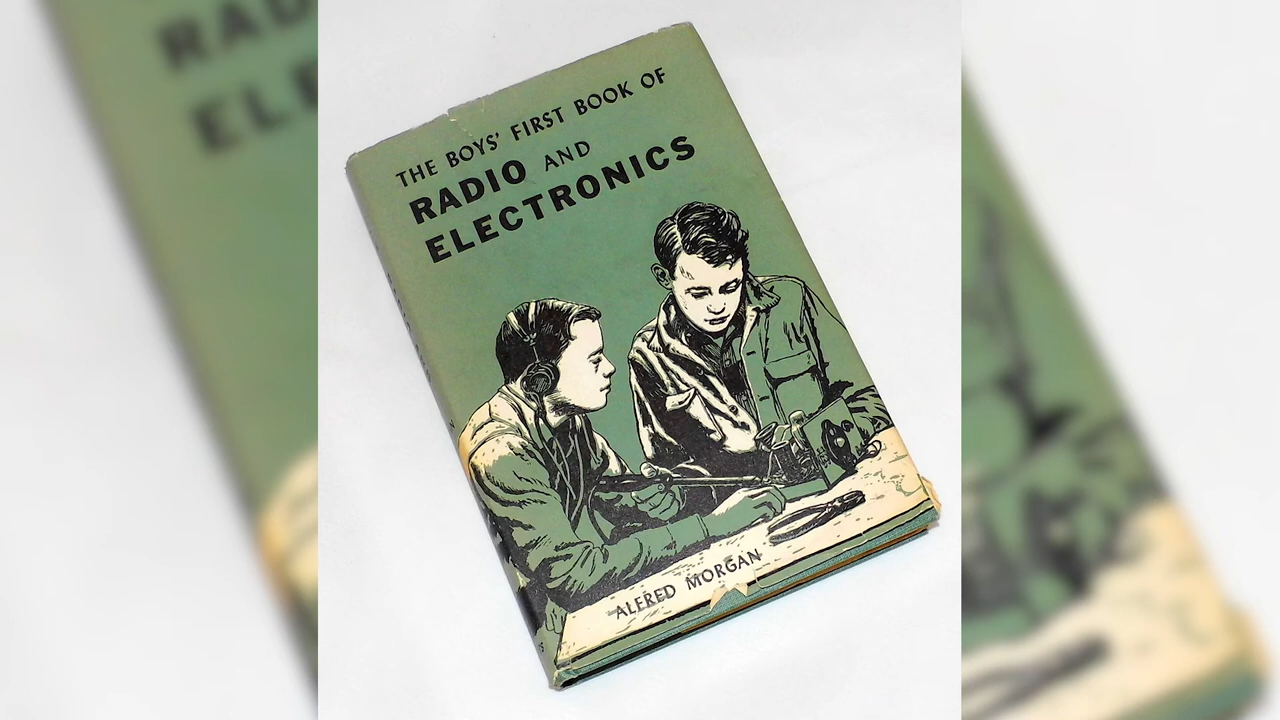 THE BOYS' FIRST BOOK OF
RADIO AND
ELECTRONICS
ALFRED MORGAN